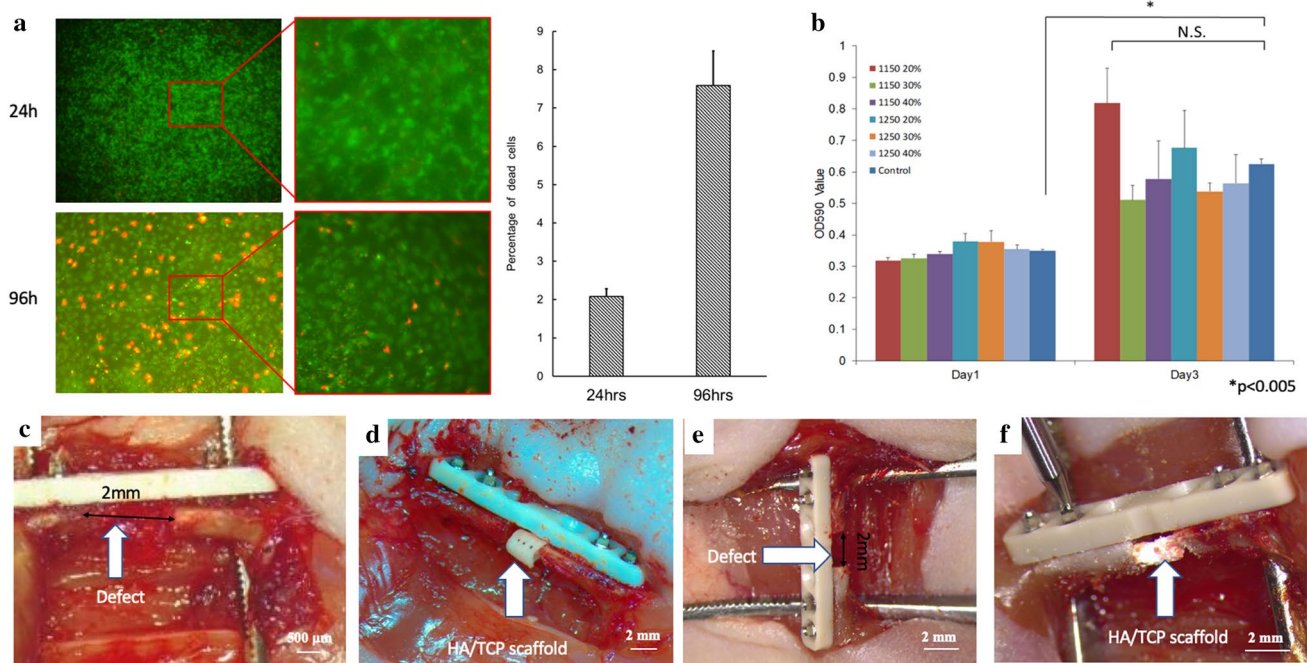 a
24h
96h
Percentage of dead cells
9
8
7
6
5
4
3
2
1
0
24hrs
96hrs
b
*
N.S.
OD590 Value
1
0.9
0.8
0.7
0.6
0.5
0.4
0.3
0.2
0.1
0
1150 20%
1150 30%
1150 40%
1250 20%
1250 30%
1250 40%
Control
Day1
Day3
*p<0.005
c
2mm
Defect
500 µm
d
HA/TCP scaffold
2 mm
e
Defect
2mm
2 mm
f
HA/TCP scaffold
2 mm